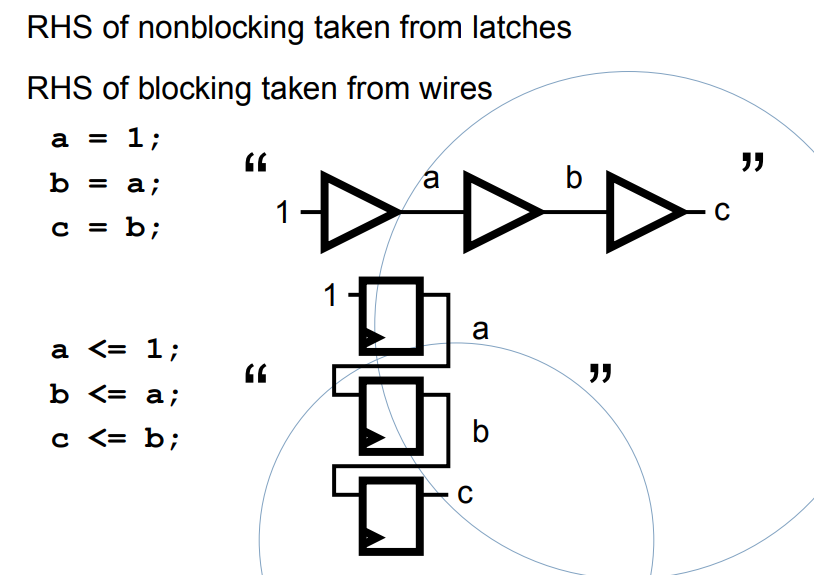 RHS of nonblocking taken from latches
RHS of blocking taken from wires
a = 1;
b = a;
c = b;
“ 1 a b c ”
a <= 1;
b <= a;
c <= b;
“ 1 a ”
b
c